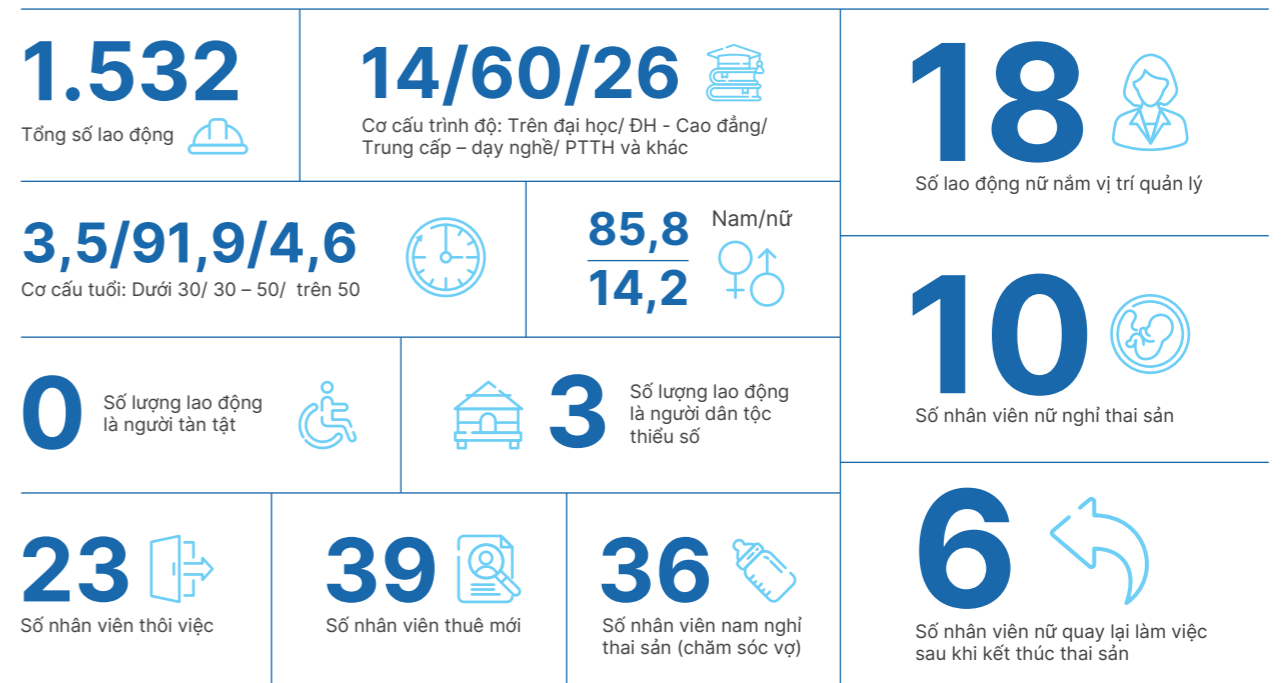 1.532
Tổng số lao động
14/60/26
Cơ cấu trình độ: Trên đại học/ ĐH - Cao đẳng/
Trung cấp – dạy nghề/ PTTH và khác
18
Số lao động nữ nắm vị trí quản lý
3,5/91,9/4,6
Cơ cấu tuổi: Dưới 30/ 30 – 50/ trên 50
85,8
14,2
Nam/nữ
10
Số nhân viên nữ nghỉ thai sản
0
Số lượng lao động
là người tàn tật
3
Số lượng lao động
là người dân tộc
thiểu số
23
Số nhân viên thôi việc
39
Số nhân viên thuê mới
36
Số nhân viên nam nghỉ
thai sản (chăm sóc vợ)
6
Số nhân viên nữ quay lại làm việc
sau khi kết thúc thai sản